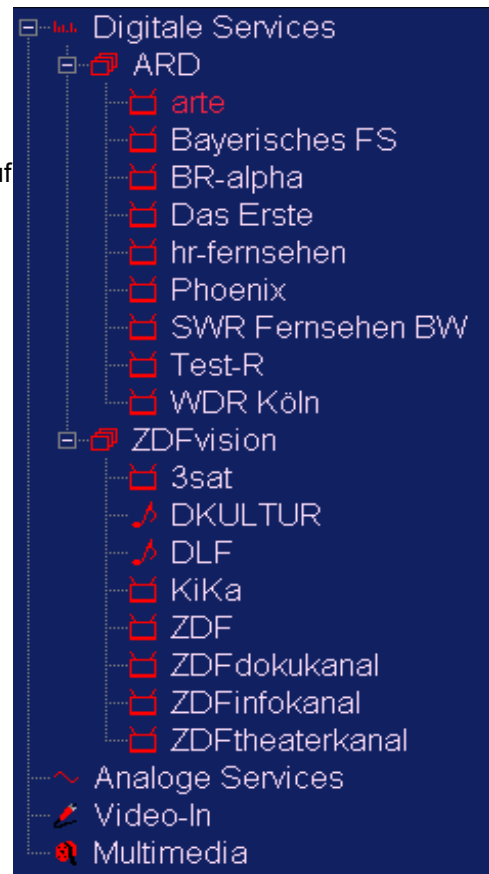 Digitale Services
ARD
arte
Bayerisches FS
uf
BR-alpha
Das Erste
hr-fernsehen
Phoenix
SWR Fernsehen BW
Test-R
WDR Köln
ZDFvision
3sat
DKULTUR
DLF
KiKa
ZDF
ZDFdokukanal
ZDFinfokanal
ZDFtheaterkanal
Analoge Services
Video-In
Multimedia